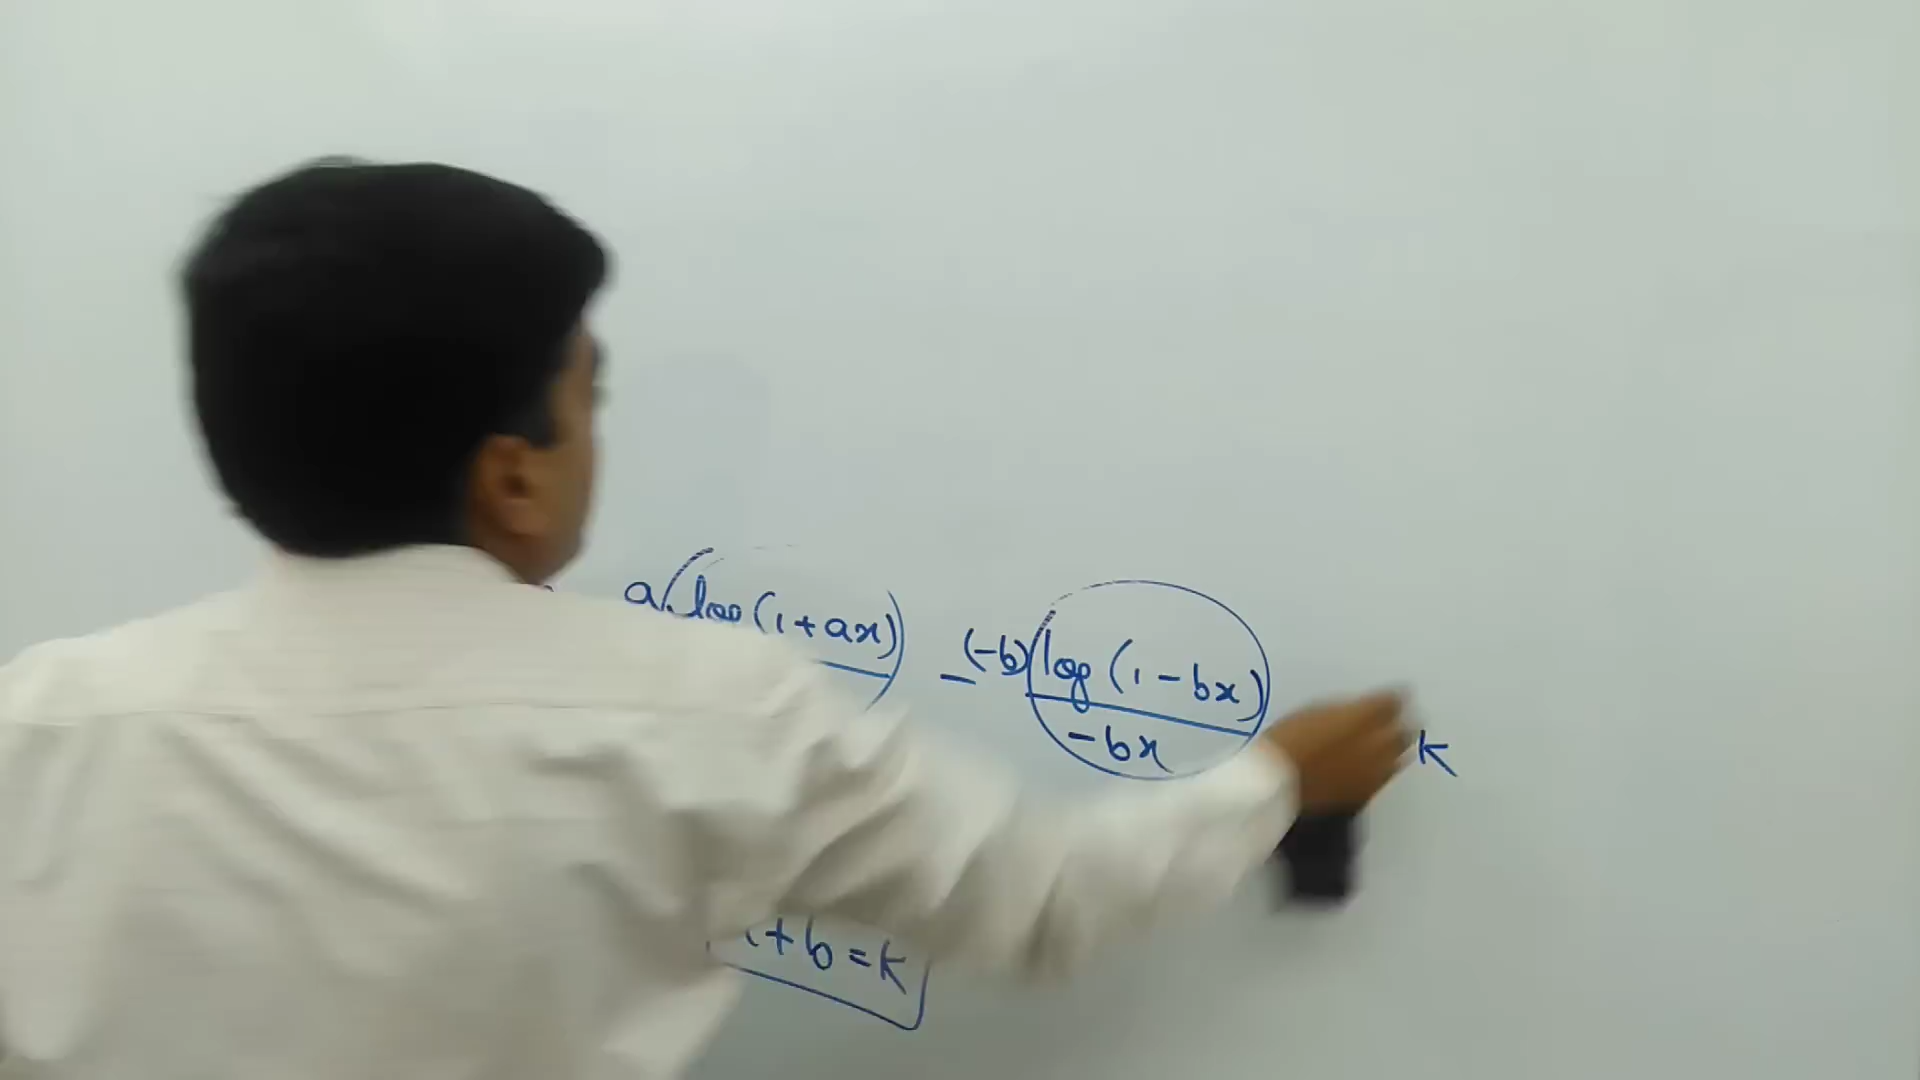 a log (1+ax) - (-b) log (1-bx) k
-bx
+b=k